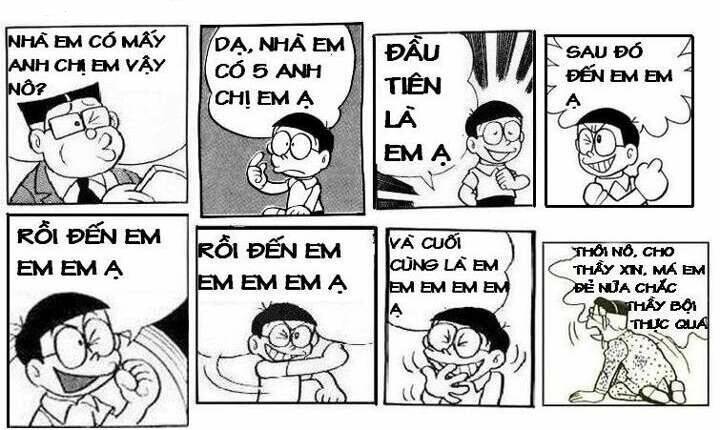 NHÀ EM CÓ MẤY
ANH CHỊ EM VẬY
NÔ?
DẠ, NHÀ EM
CÓ 5 ANH
CHỊ EM Ạ
ĐẦU
TIÊN
LÀ
EM Ạ
SAU ĐÓ
ĐẾN EM EM
Ạ
RỒI ĐẾN EM
EM EM Ạ
RỒI ĐẾN EM
EM EM EM Ạ
VÀ CUỐI
CÙNG LÀ EM
EM EM EM EM
Ạ
THÔI NÔ, CHO
THẦY XIN, MÁ EM
ĐẺ NỮA CHẮC
THẦY BỘI
THỰC QUÁ